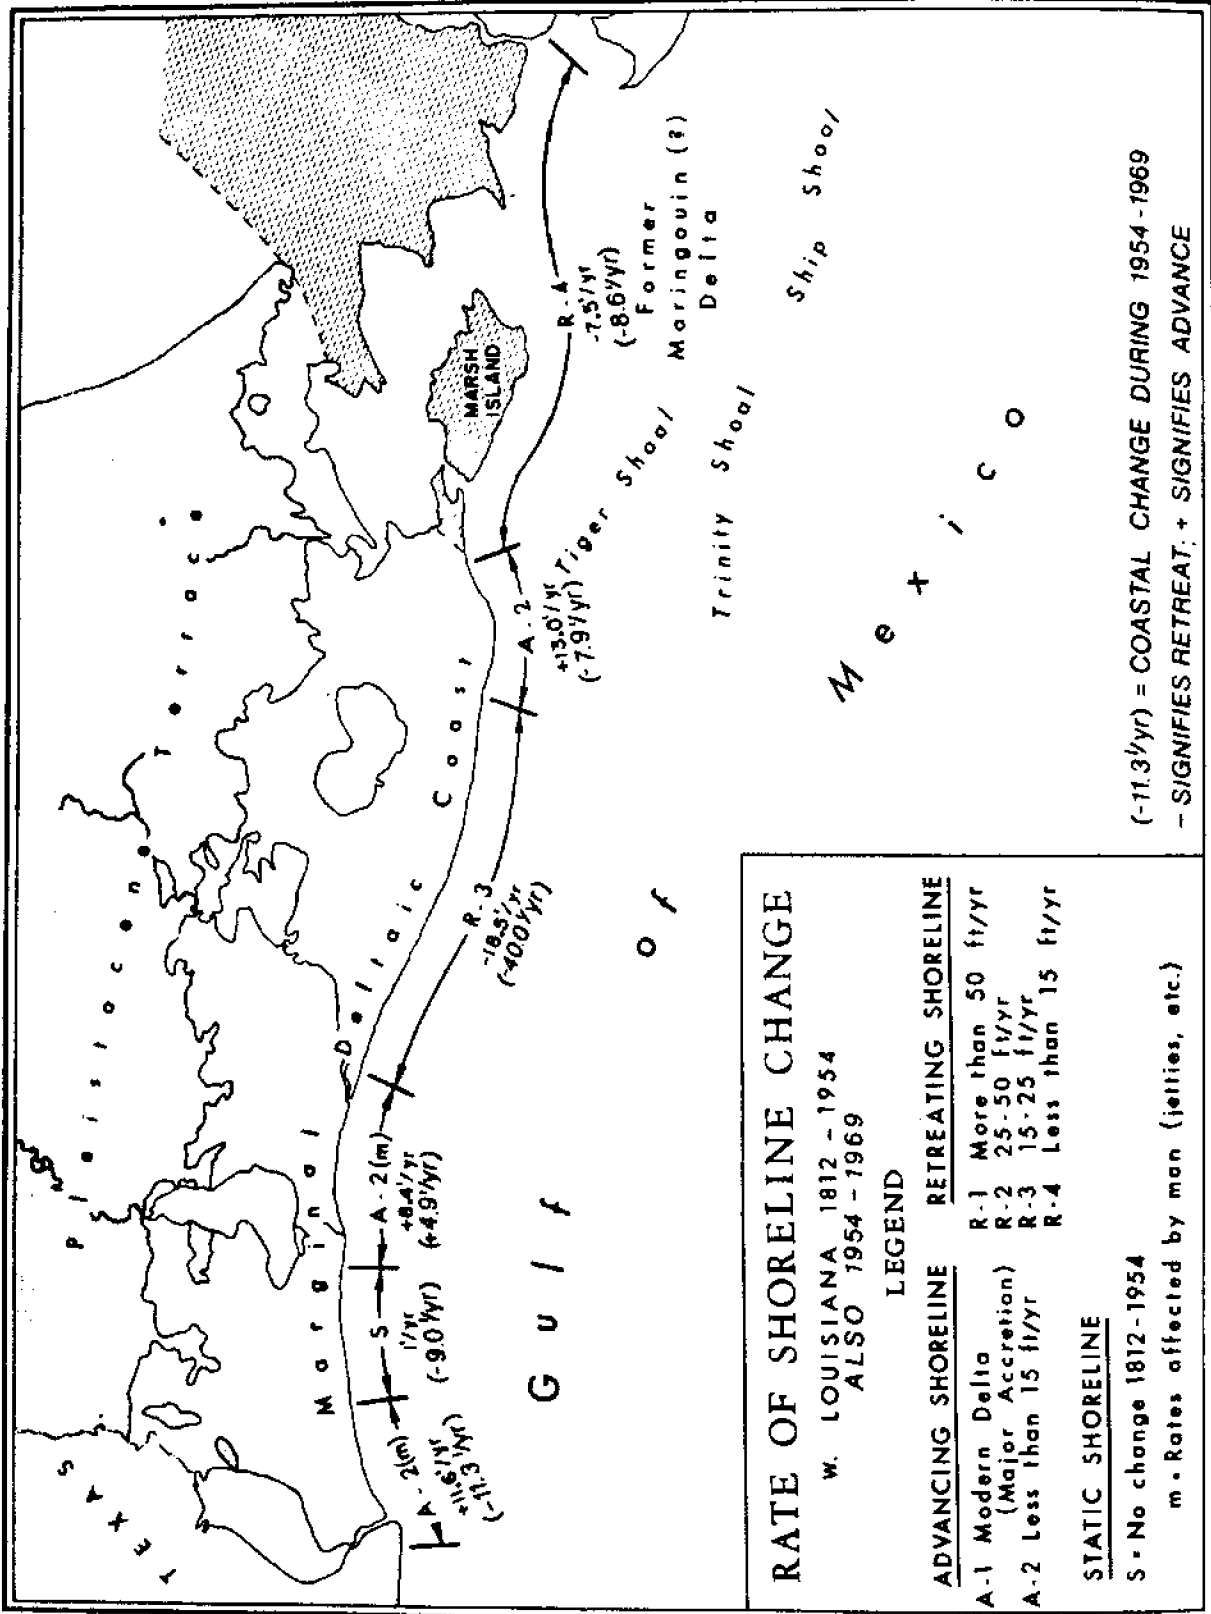 TEXAS
Pleistocene Terrace
Marginal Deltaic Coast
MARSH
ISLAND
A-2(m)
+11.6'/yr
(-11.3'/yr)
S
1'/yr
(-9.0'/yr)
A-2(m)
+8.4'/yr
(+4.9'/yr)
R-3
-18.5'/yr
(-40.0'/yr)
A-2
+13.0'/yr
(-7.9'/yr)
R-4
-7.5'/yr
(-8.6'/yr)
Tiger Shoal
Trinity Shoal
Ship Shoal
Former
Maringouin (?)
Delta
Gulf of Mexico
RATE OF SHORELINE CHANGE
W. LOUISIANA 1812-1954
ALSO 1954-1969
LEGEND
ADVANCING SHORELINE
A-1 Modern Delta
(Major Accretion)
A-2 Less than 15 ft/yr
RETREATING SHORELINE
R-1 More than 50 ft/yr
R-2 25-50 ft/yr
R-3 15-25 ft/yr
R-4 Less than 15 ft/yr
STATIC SHORELINE
S=No change 1812-1954
m=Rates affected by man (jetties, etc.)
(-11.3'/yr) = COASTAL CHANGE DURING 1954-1969
- SIGNIFIES RETREAT; + SIGNIFIES ADVANCE